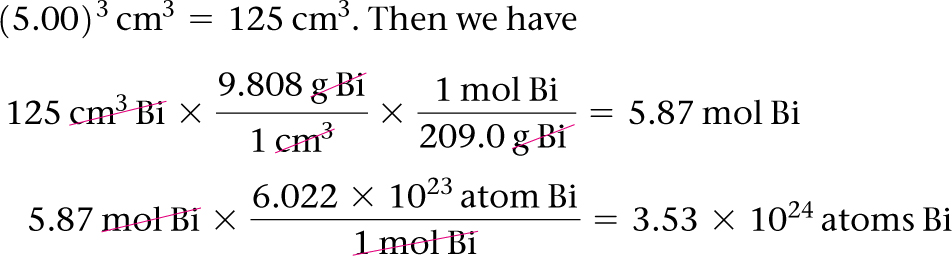 (5.00)³ cm³ = 125 cm³. Then we have
125 cm³ Bi × 9.808 g Bi / 1 cm³ × 1 mol Bi / 209.0 g Bi = 5.87 mol Bi
5.87 mol Bi × 6.022 × 10²³ atom Bi / 1 mol Bi = 3.53 × 10²⁴ atoms Bi